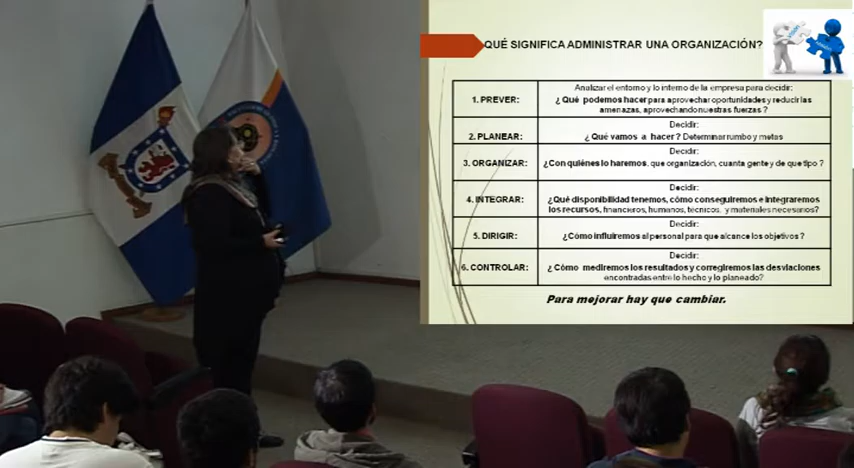 ¿QUÉ SIGNIFICA ADMINISTRAR UNA ORGANIZACIÓN?
1. PREVER:
Analizar el entorno y lo interno de la empresa para decidir:
¿ Qué podemos hacer para aprovechar oportunidades y reducir las
amenazas, aprovechando nuestras fuerzas ?
2. PLANEAR:
Decidir:
¿ Qué vamos a hacer ? Determinar rumbo y metas
3. ORGANIZAR:
Decidir:
¿Con quiénes lo haremos, que organización, cuanta gente y de que tipo ?
4. INTEGRAR:
Decidir:
¿Qué disponibilidad tenemos, cómo conseguiremos e integraremos
los recursos, financieros, humanos, técnicos, y materiales necesarios?
5. DIRIGIR:
Decidir:
¿Cómo influiremos al personal para que alcance los objetivos ?
6. CONTROLAR:
Decidir:
¿ Cómo mediremos los resultados y corregiremos las desviaciones
encontradas entre lo hecho y lo planeado?
Para mejorar hay que cambiar.